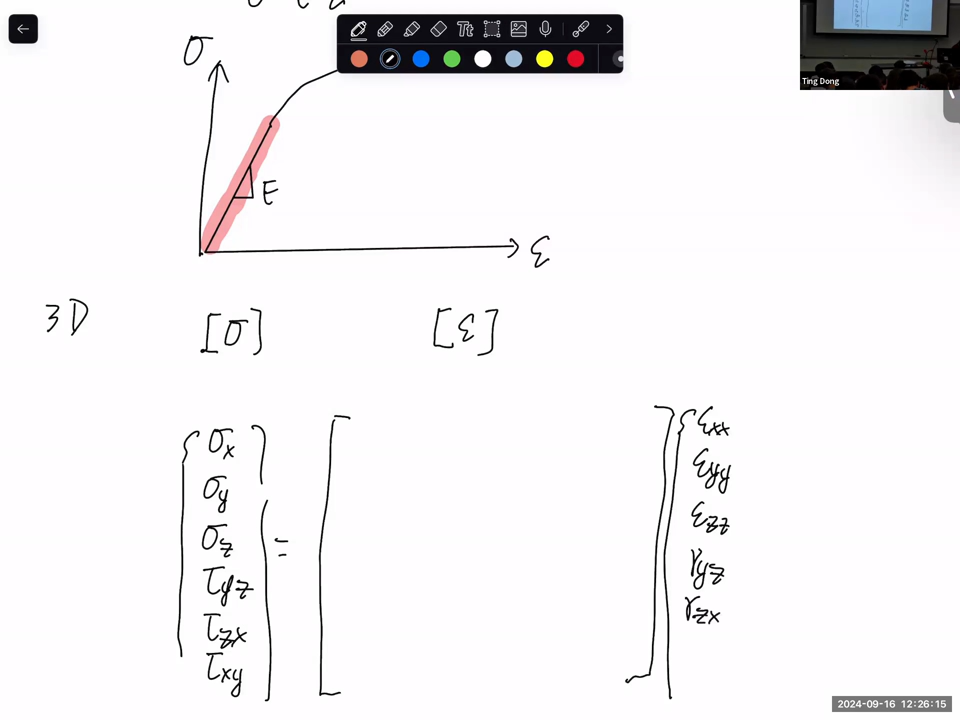 Ting Dong
σ
E
ε
3D [σ] [ε]
σx
σy
σz
τyz
τzx
τxy
=
εxx
εyy
εzz
γyz
γzx
Tt
2024-09-16 12:26:15